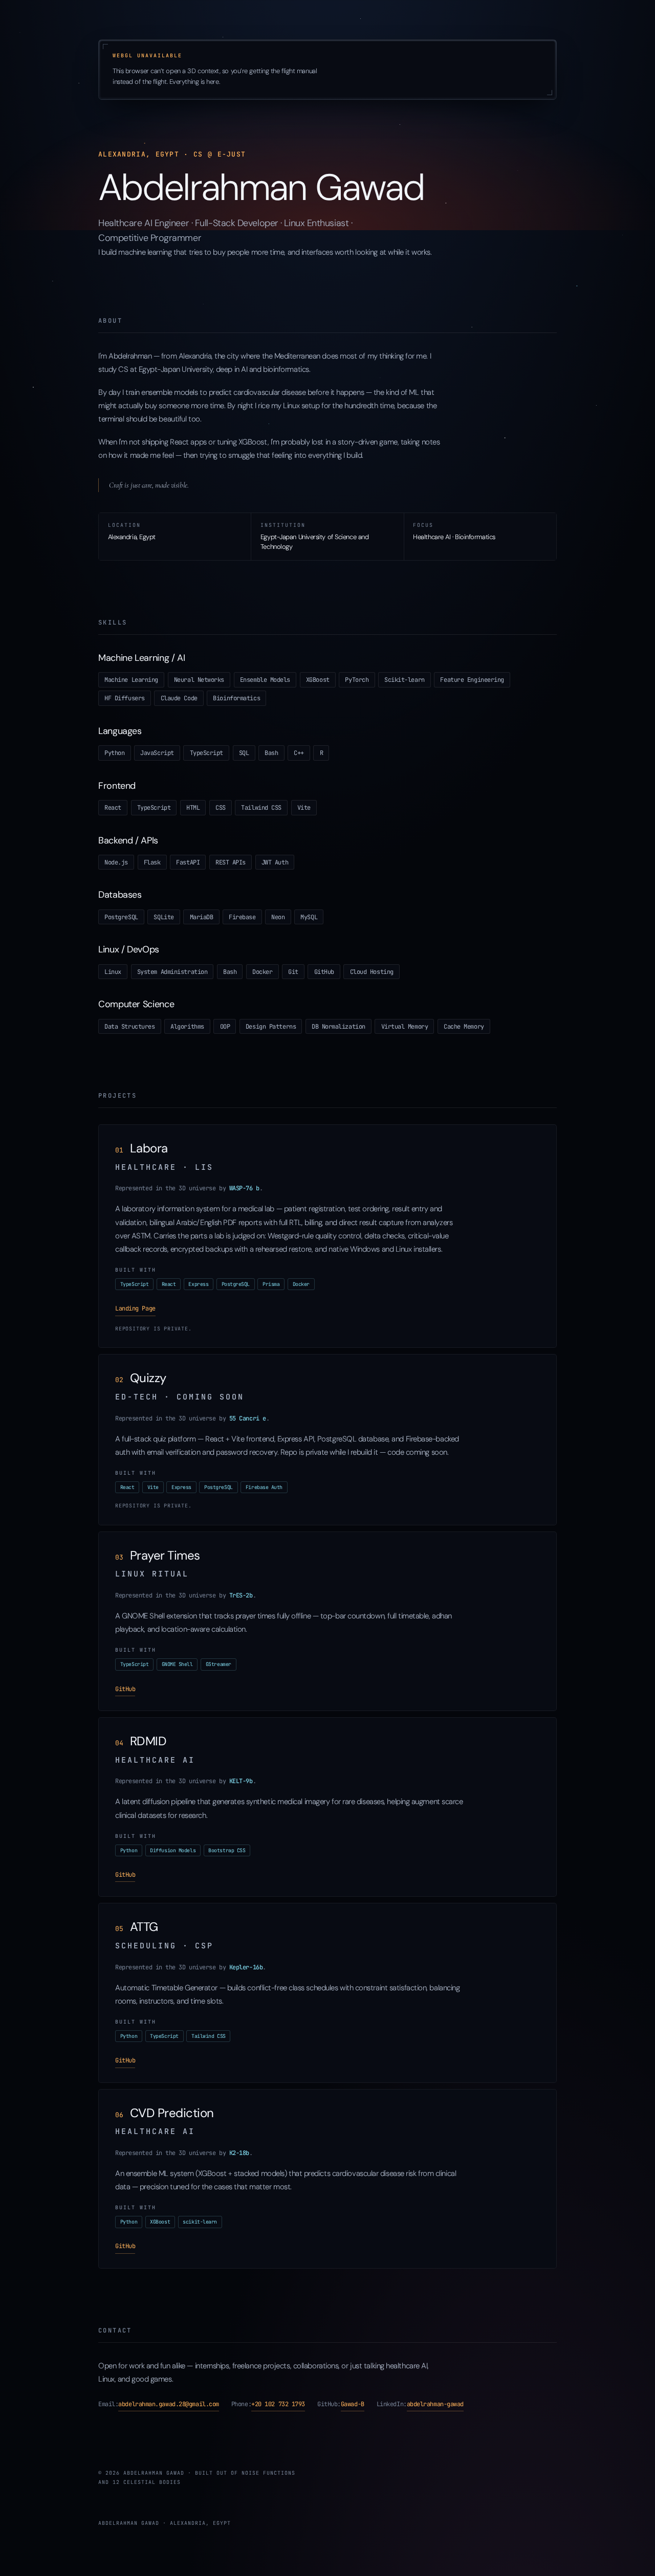 WEBGL UNAVAILABLE
This browser can't open a 3D context, so you're getting the flight manual
instead of the flight. Everything is here.
ALEXANDRIA, EGYPT · CS @ E-JUST
Abdelrahman Gawad
Healthcare AI Engineer · Full-Stack Developer · Linux Enthusiast ·
Competitive Programmer
I build machine learning that tries to buy people more time, and interfaces worth looking at while it works.
ABOUT
I'm Abdelrahman — from Alexandria, the city where the Mediterranean does most of my thinking for me. I
study CS at Egypt-Japan University, deep in AI and bioinformatics.
By day I train ensemble models to predict cardiovascular disease before it happens — the kind of ML that
might actually buy someone more time. By night I rice my Linux setup for the hundredth time, because the
terminal should be beautiful too.
When I'm not shipping React apps or tuning XGBoost, I'm probably lost in a story-driven game, taking notes
on how it made me feel — then trying to smuggle that feeling into everything I build.
Craft is just care, made visible.
LOCATION
Alexandria, Egypt
INSTITUTION
Egypt-Japan University of Science and
Technology
FOCUS
Healthcare AI · Bioinformatics
SKILLS
Machine Learning / AI
Machine Learning Neural Networks Ensemble Models XGBoost PyTorch Scikit-learn Feature Engineering
HF Diffusers Claude Code Bioinformatics
Languages
Python JavaScript TypeScript SQL Bash C++ R
Frontend
React TypeScript HTML CSS Tailwind CSS Vite
Backend / APIs
Node.js Flask FastAPI REST APIs JWT Auth
Databases
PostgreSQL SQLite MariaDB Firebase Neon MySQL
Linux / DevOps
Linux System Administration Bash Docker Git GitHub Cloud Hosting
Computer Science
Data Structures Algorithms OOP Design Patterns DB Normalization Virtual Memory Cache Memory
PROJECTS
01 Labora
HEALTHCARE · LIS
Represented in the 3D universe by WASP-76 b.
A laboratory information system for a medical lab — patient registration, test ordering, result entry and
validation, bilingual Arabic/English PDF reports with full RTL, billing, and direct result capture from analyzers
over ASTM. Carries the parts a lab is judged on: Westgard-rule quality control, delta checks, critical-value
callback records, encrypted backups with a rehearsed restore, and native Windows and Linux installers.
BUILT WITH
TypeScript React Express PostgreSQL Prisma Docker
Landing Page
REPOSITORY IS PRIVATE.
02 Quizzy
ED-TECH · COMING SOON
Represented in the 3D universe by 55 Cancri e.
A full-stack quiz platform — React + Vite frontend, Express API, PostgreSQL database, and Firebase-backed
auth with email verification and password recovery. Repo is private while I rebuild it — code coming soon.
BUILT WITH
React Vite Express PostgreSQL Firebase Auth
REPOSITORY IS PRIVATE.
03 Prayer Times
LINUX RITUAL
Represented in the 3D universe by TrES-2b.
A GNOME Shell extension that tracks prayer times fully offline — top-bar countdown, full timetable, adhan
playback, and location-aware calculation.
BUILT WITH
TypeScript GNOME Shell GStreamer
GitHub
04 RDMID
HEALTHCARE AI
Represented in the 3D universe by KELT-9b.
A latent diffusion pipeline that generates synthetic medical imagery for rare diseases, helping augment scarce
clinical datasets for research.
BUILT WITH
Python Diffusion Models Bootstrap CSS
GitHub
05 ATTG
SCHEDULING · CSP
Represented in the 3D universe by Kepler-16b.
Automatic Timetable Generator — builds conflict-free class schedules with constraint satisfaction, balancing
rooms, instructors, and time slots.
BUILT WITH
Python TypeScript Tailwind CSS
GitHub
06 CVD Prediction
HEALTHCARE AI
Represented in the 3D universe by K2-18b.
An ensemble ML system (XGBoost + stacked models) that predicts cardiovascular disease risk from clinical
data — precision tuned for the cases that matter most.
BUILT WITH
Python XGBoost scikit-learn
GitHub
CONTACT
Open for work and fun alike — internships, freelance projects, collaborations, or just talking healthcare AI,
Linux, and good games.
Email:abdelrahman.gawad.28@gmail.com Phone:+20 102 732 1793 GitHub:Gawad-B LinkedIn:abdelrahman-gawad
© 2026 ABDELRAHMAN GAWAD · BUILT OUT OF NOISE FUNCTIONS
AND 12 CELESTIAL BODIES
ABDELRAHMAN GAWAD · ALEXANDRIA, EGYPT